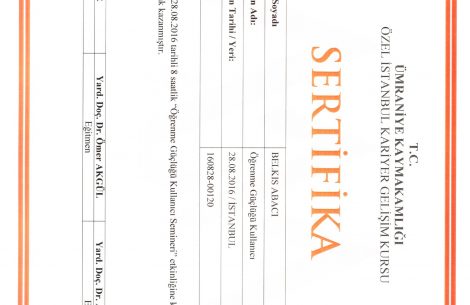 T.C.
ÜMRANİYE KAYMAKAMLIĞI
ÖZEL İSTANBUL KARİYER GELİŞİM KURSU
SERTİFİKA
Soyadı BELKIS ABACI
n Adı: Öğrenme Güçlüğü Kullanıcı
n Tarihi / Yeri: 28.08.2016 / İSTANBUL
160828-00120
28.08.2016 tarihli 8 saatlik "Öğrenme Güçlüğü Kullanıcı Semineri" etkinliğine k
k kazanmıştır.
Yard. Doç. Dr. Ömer AKGÜL Yard. Doç. Dr.
Eğitmen